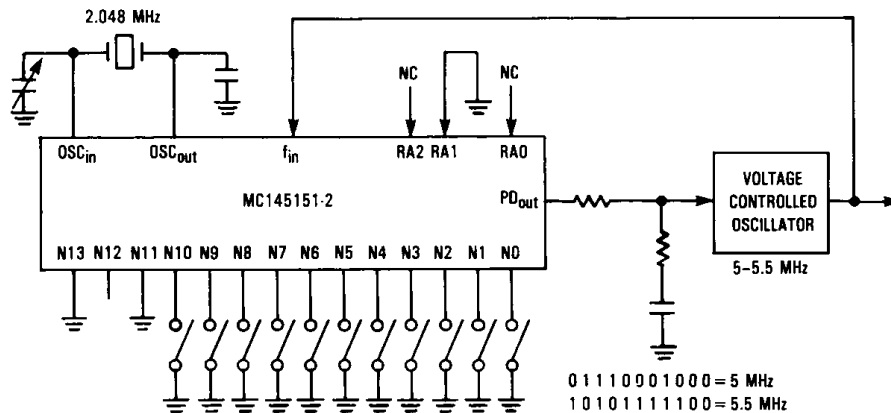 2.048 MHz
NC
NC
OSCin
OSCout
fin
RA2
RA1
RA0
MC145151-2
PDout
VOLTAGE
CONTROLLED
OSCILLATOR
5–5.5 MHz
N13 N12 N11 N10 N9 N8 N7 N6 N5 N4 N3 N2 N1 N0
01110001000 = 5 MHz
10101111100 = 5.5 MHz